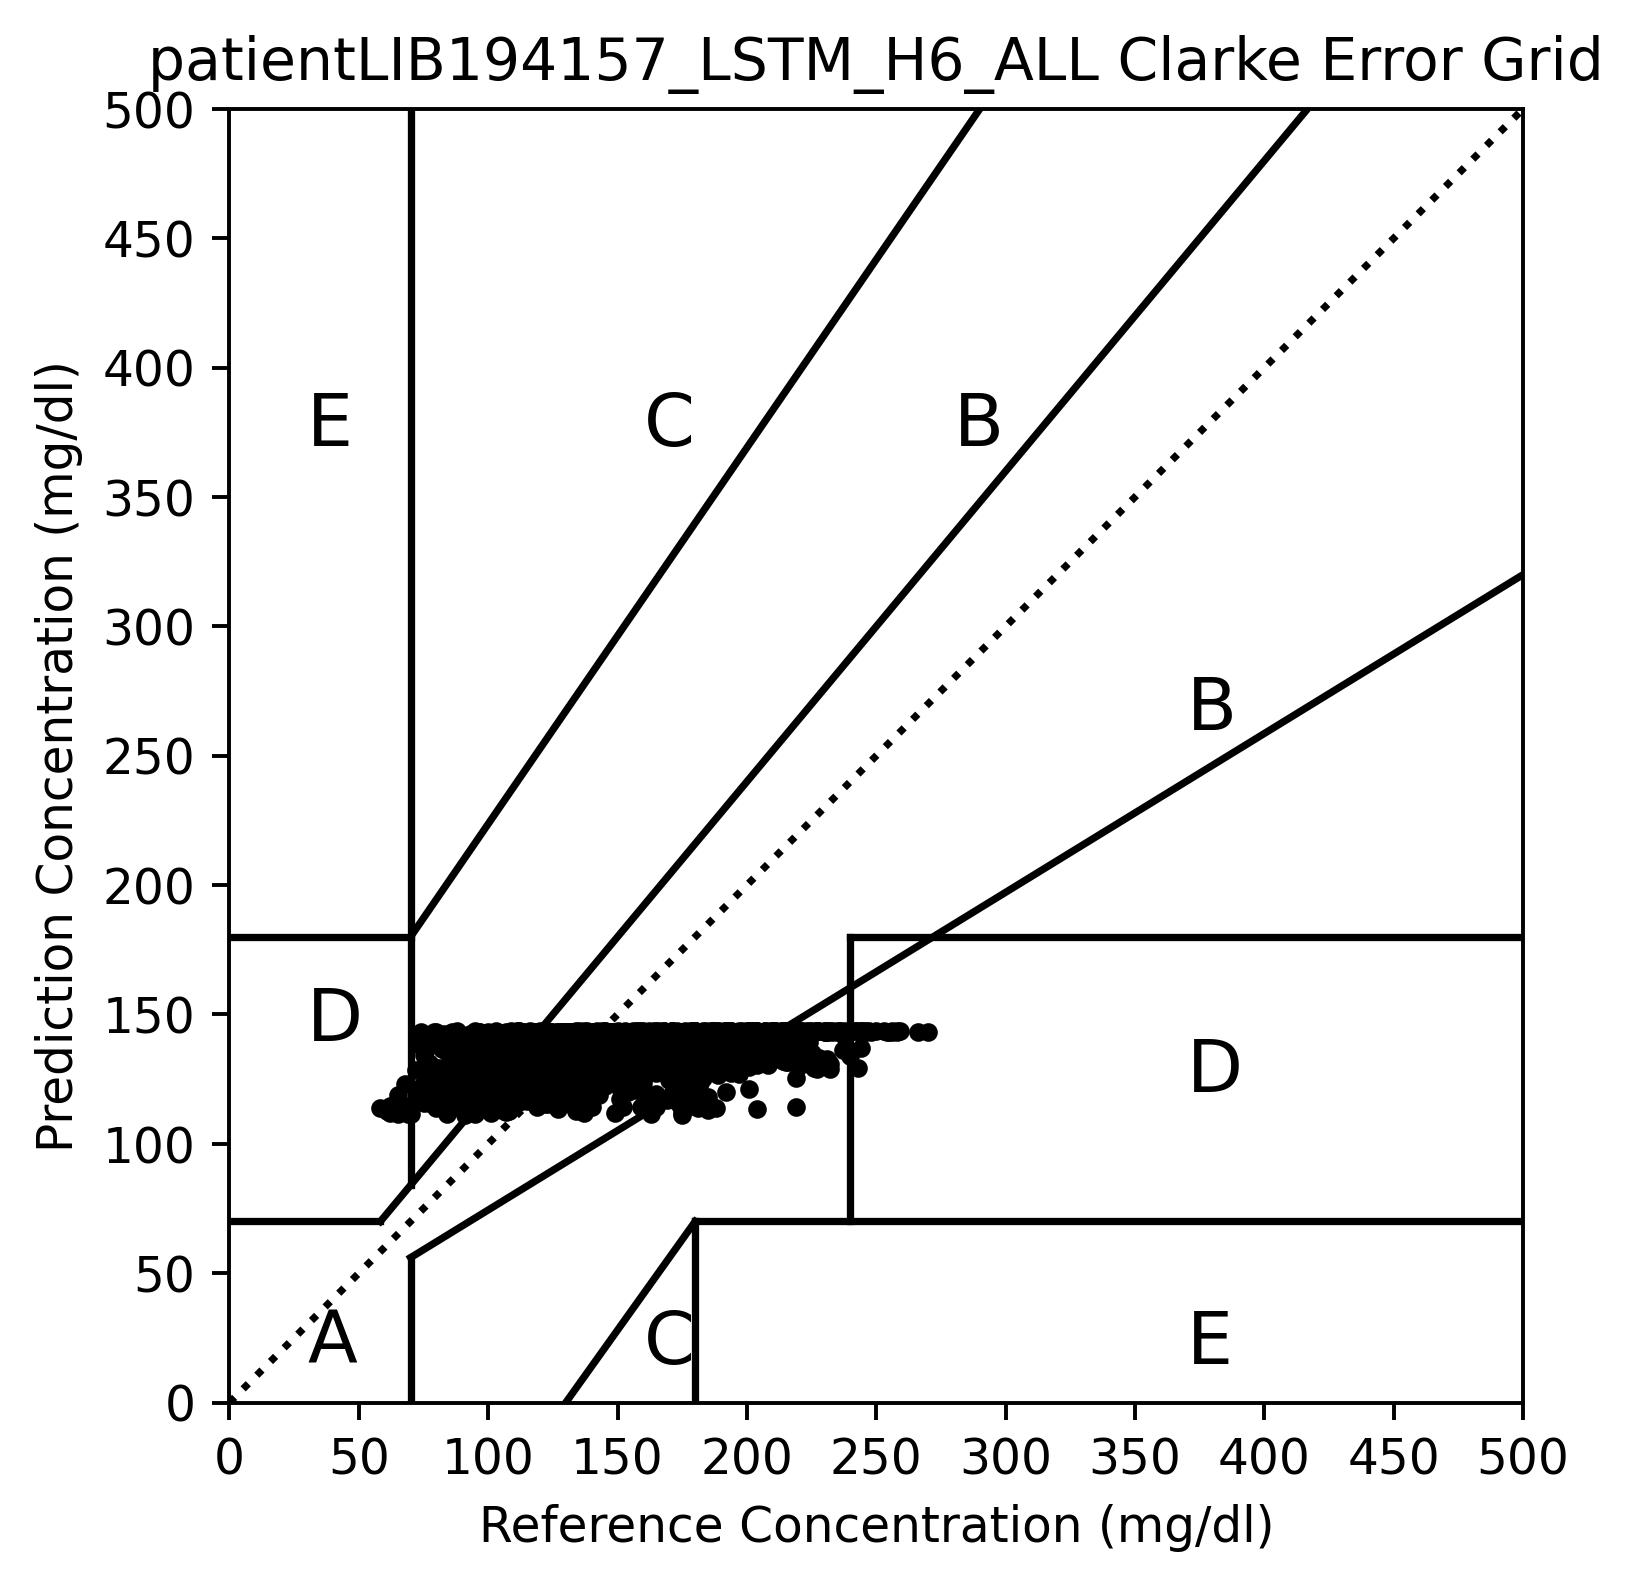 patientLIB194157_LSTM_H6_ALL Clarke Error Grid
Prediction Concentration (mg/dl)
500
450
400
350
300
250
200
150
100
50
0
E
C
B
B
D
D
A
C
E
0 50 100 150 200 250 300 350 400 450 500
Reference Concentration (mg/dl)